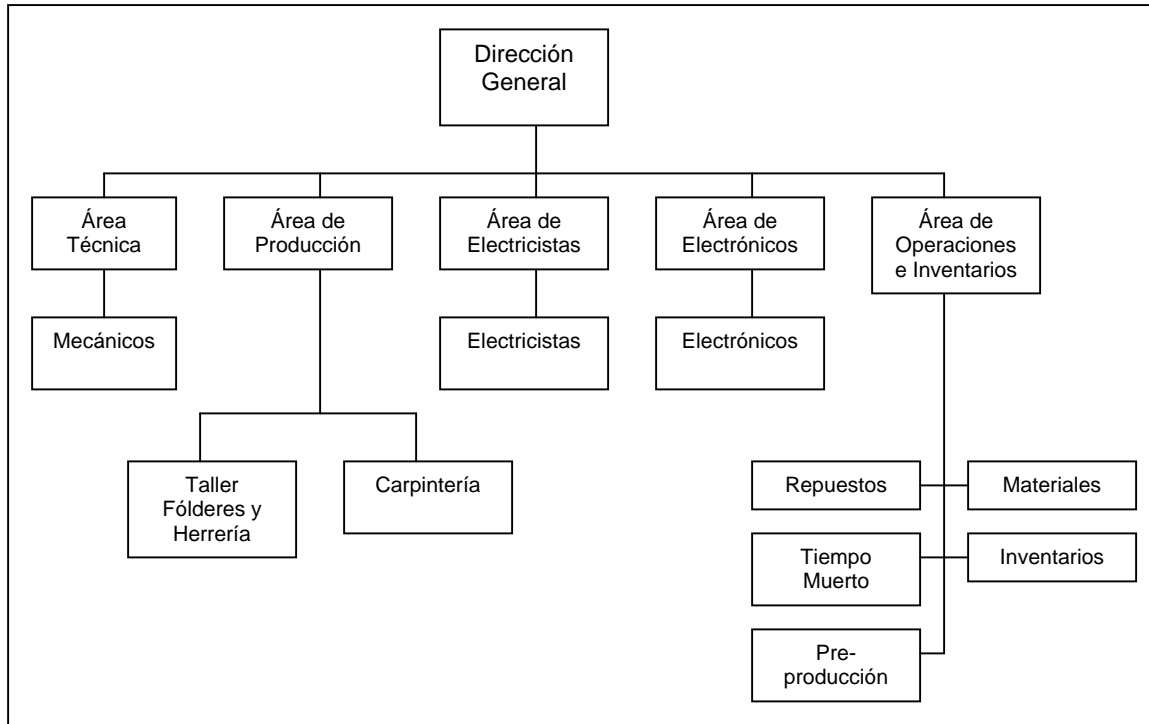 Dirección
General
Área
Técnica
Área de
Producción
Área de
Electricistas
Área de
Electrónicos
Área de
Operaciones
e Inventarios
Mecánicos
Electricistas
Electrónicos
Taller
Fólderes y
Herrería
Carpintería
Repuestos
Materiales
Tiempo
Muerto
Inventarios
Pre-
producción